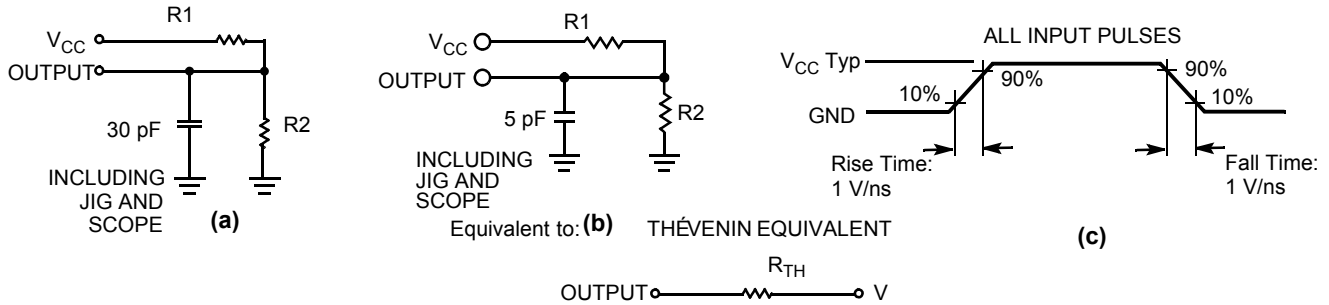 R1
V_CC
OUTPUT
30 pF
R2
INCLUDING
JIG AND
SCOPE
(a)
R1
V_CC
OUTPUT
5 pF
R2
INCLUDING
JIG AND
SCOPE
Equivalent to: (b) THÉVENIN EQUIVALENT
R_TH
OUTPUT V
ALL INPUT PULSES
V_CC Typ
GND
10%
90%
90%
10%
Rise Time:
1 V/ns
Fall Time:
1 V/ns
(c)